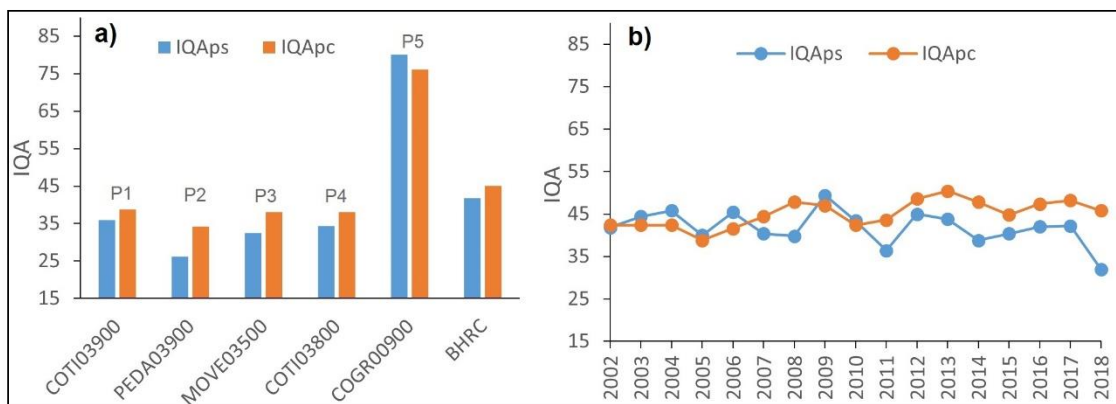 a)
IQAps IQApc
IQA
85
75
65
55
45
35
25
15
P1
P2
P3
P4
P5
COTI03900
PEDA03900
MOVE03500
COTI03800
COGR00900
BHRC
b)
IQAps IQApc
IQA
85
75
65
55
45
35
25
15
2002
2003
2004
2005
2006
2007
2008
2009
2010
2011
2012
2013
2014
2015
2016
2017
2018